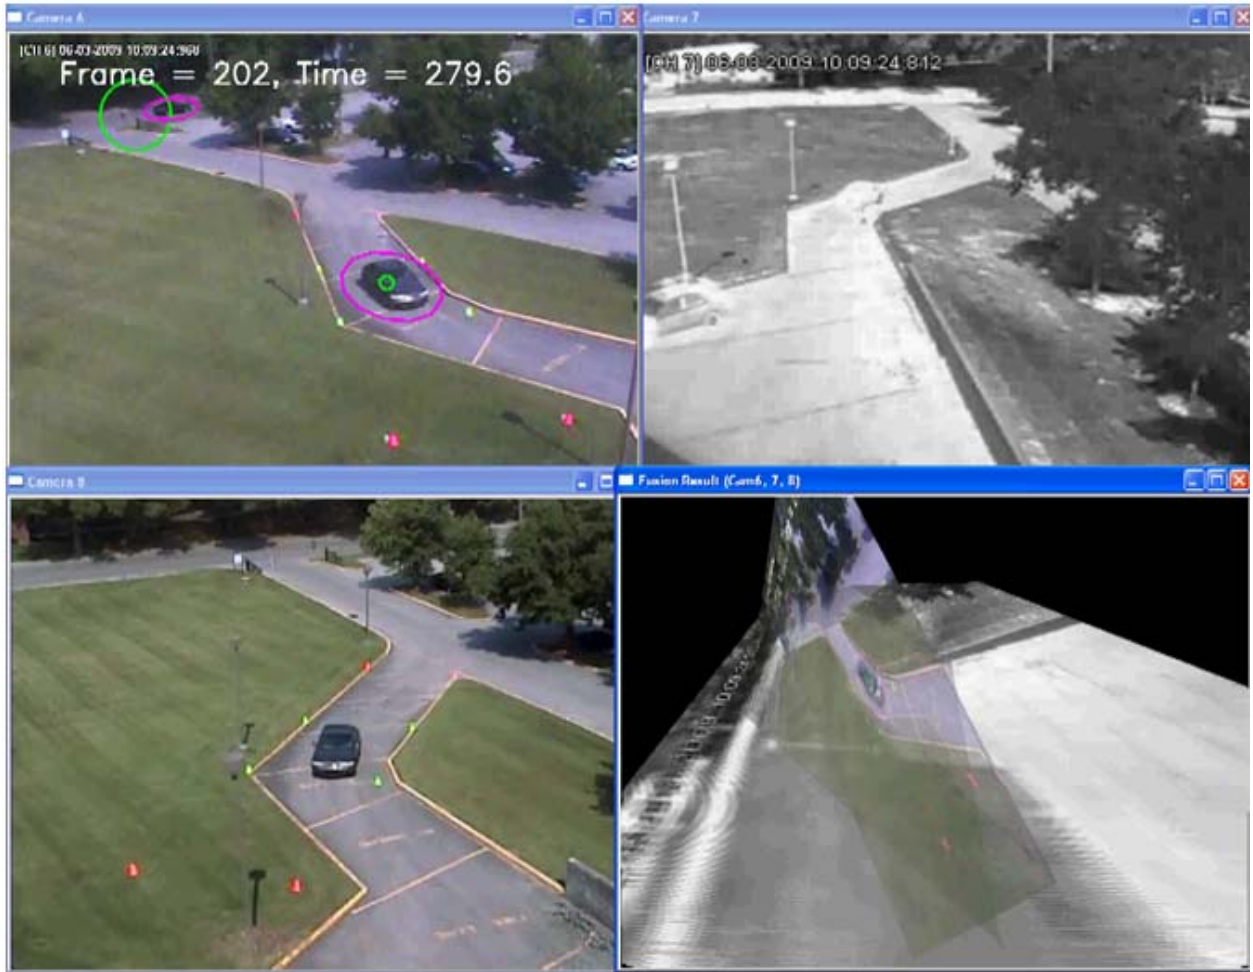 Camera 6
[CH 6] 06-03-2009 10:09:24:968
Frame = 202, Time = 279.6
Camera 7
[CH 7] 06-03-2009 10:09:24:812
Camera 8
Fusion Result (Cam6, 7, 8)